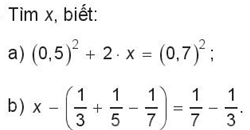 Tìm x, biết:
a) (0,5)² + 2 · x = (0,7)²;
b) x − (1/3 + 1/5 − 1/7) = 1/7 − 1/3.